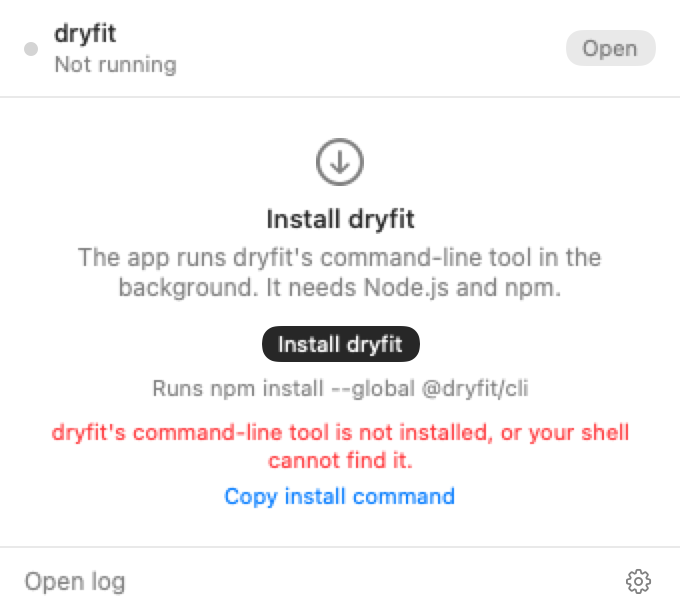 dryfit
Not running
Open
Install dryfit
The app runs dryfit's command-line tool in the
background. It needs Node.js and npm.
Install dryfit
Runs npm install --global @dryfit/cli
dryfit's command-line tool is not installed, or your shell
cannot find it.
Copy install command
Open log